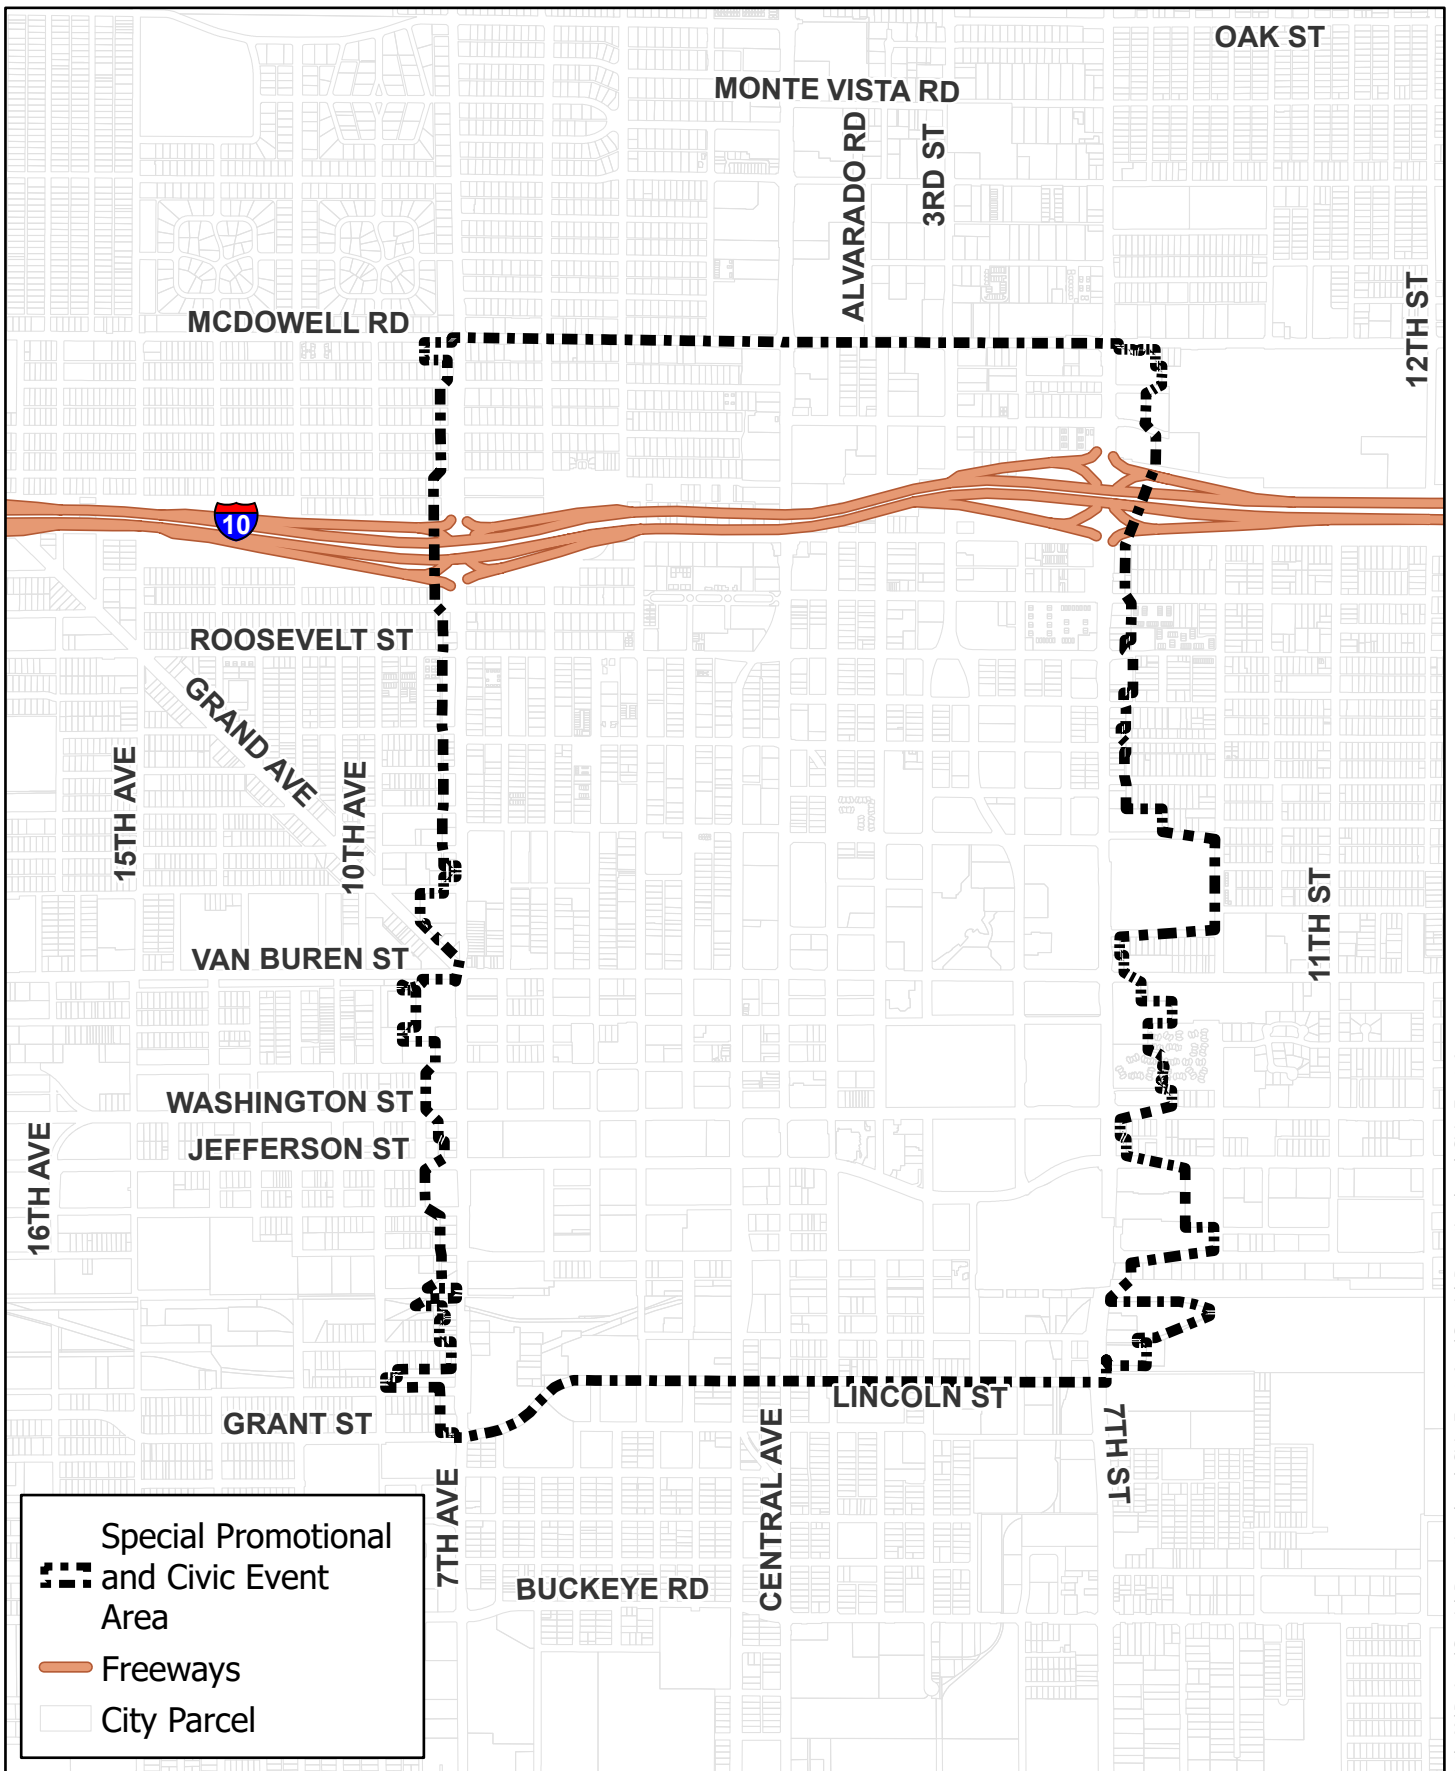 OAK ST
MONTE VISTA RD
ALVARADO RD
3RD ST
12TH ST
MCDOWELL RD
10
ROOSEVELT ST
GRAND AVE
15TH AVE
10TH AVE
11TH ST
VAN BUREN ST
WASHINGTON ST
JEFFERSON ST
16TH AVE
LINCOLN ST
GRANT ST
7TH ST
CENTRAL AVE
7TH AVE
BUCKEYE RD
Special Promotional
and Civic Event
Area
Freeways
City Parcel